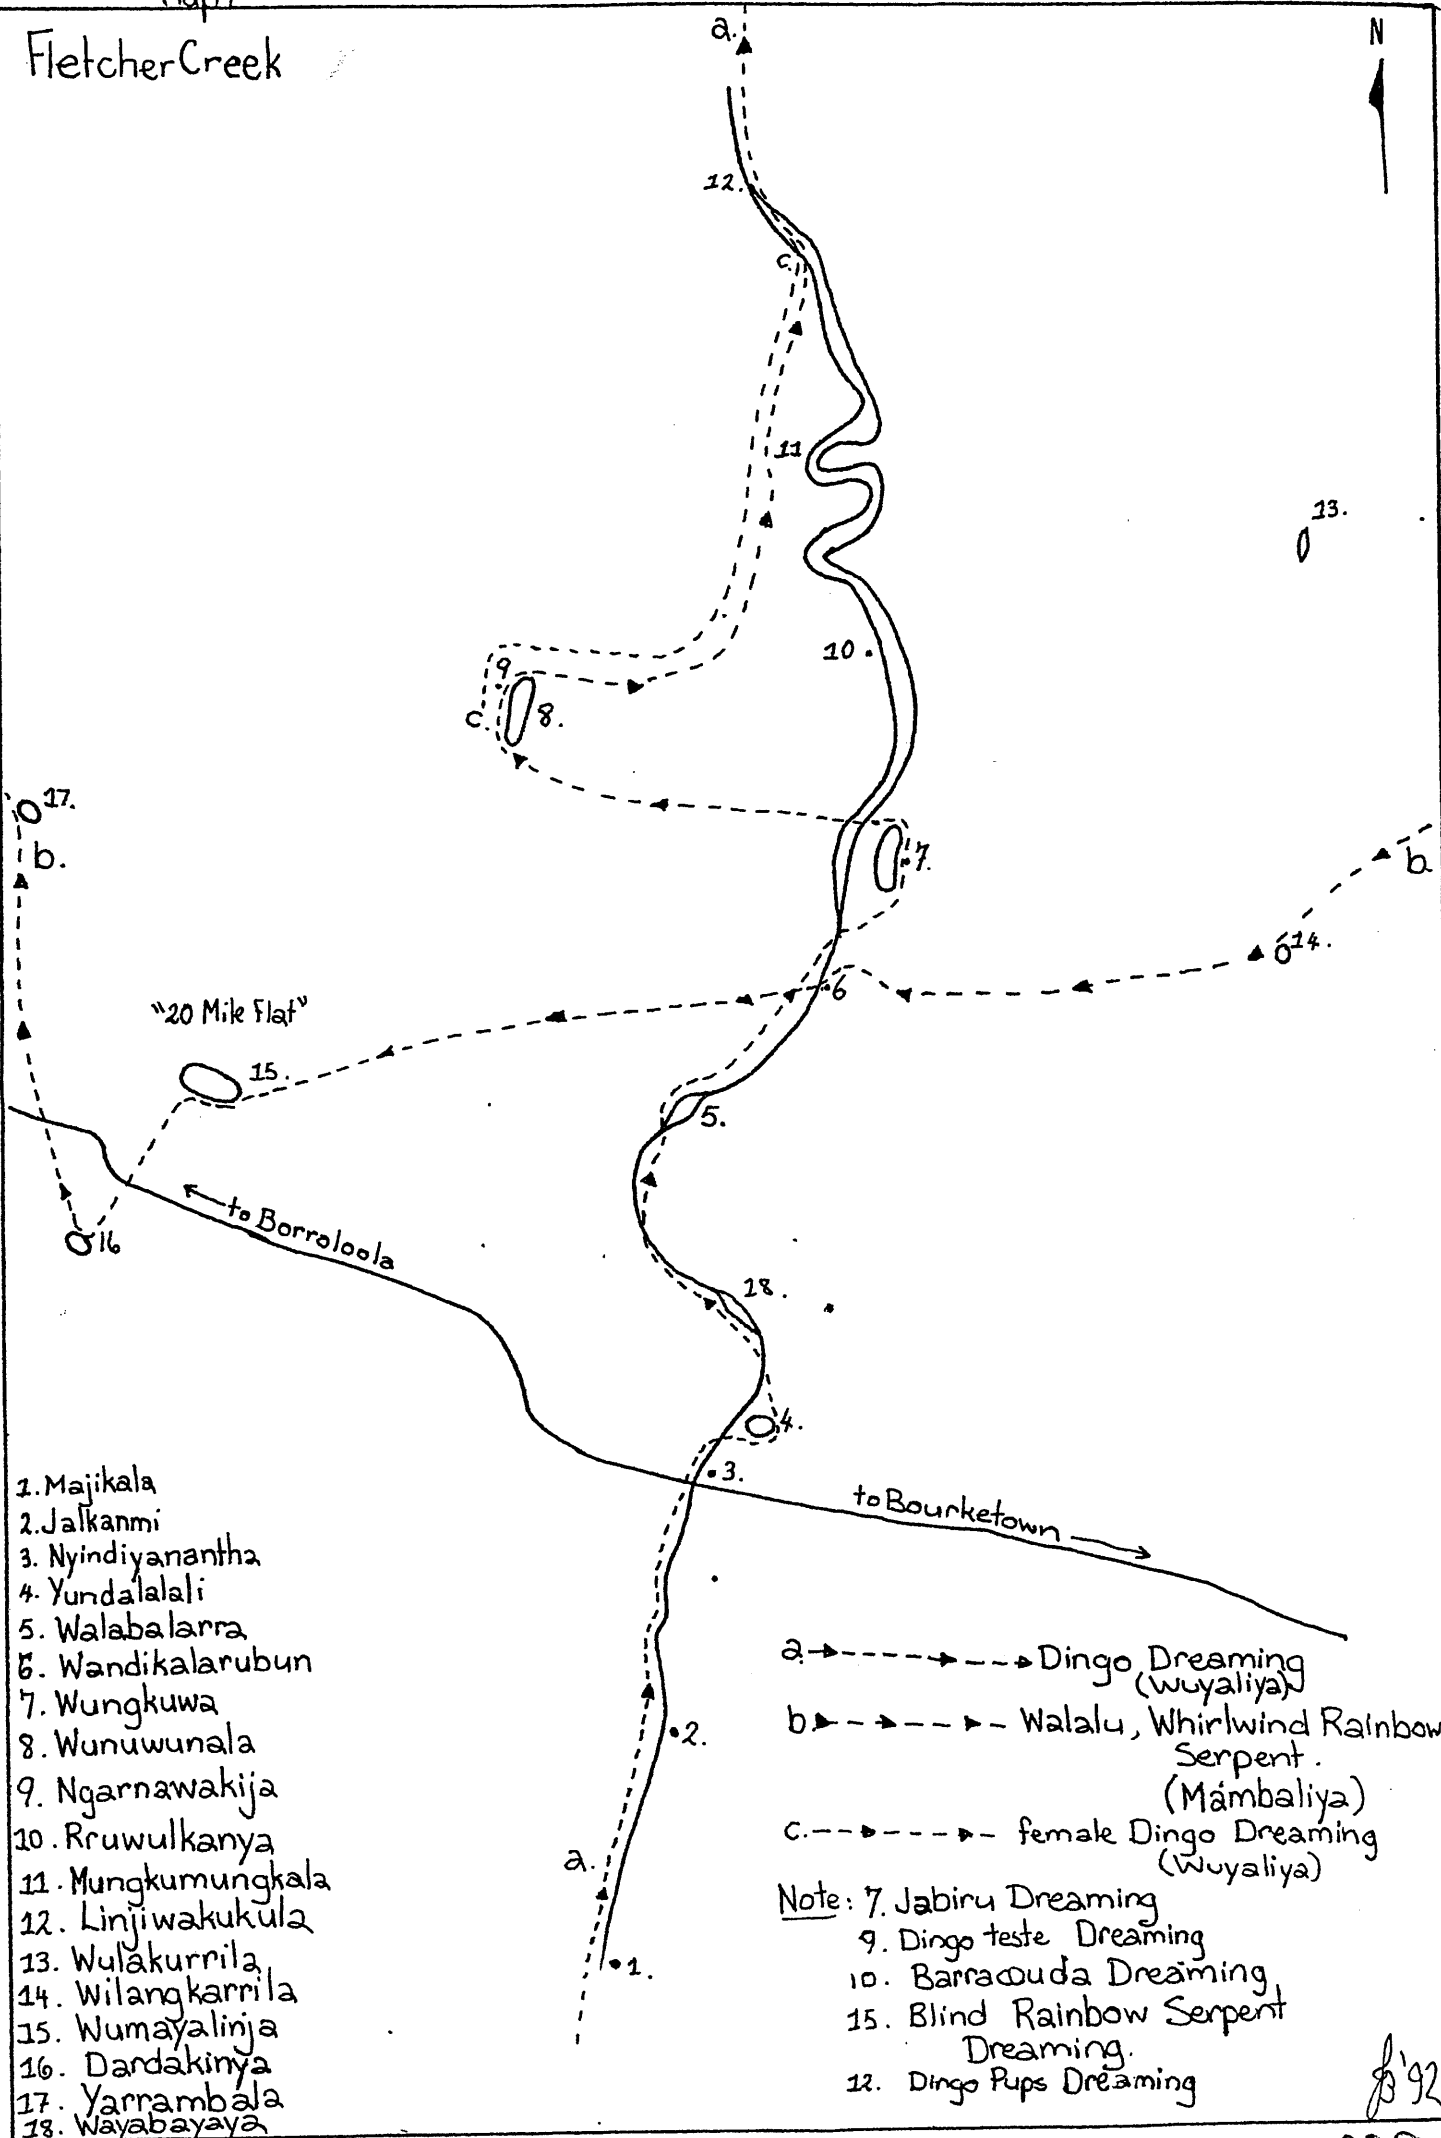 Fletcher Creek
N
a.
12.
c.
11
13.
10.
9
c.
8.
17.
b.
7.
b
14.
6
"20 Mile Flat"
15.
5.
16
to Borroloola
18.
4.
3.
to Bourketown
2.
a.
1.
1. Majikala
2. Jalkanmi
3. Nyindiyanantha
4. Yundalalali
5. Walabalarra
6. Wandikalarubun
7. Wungkuwa
8. Wunuwunala
9. Ngarnawakija
10. Rruwulkanya
11. Mungkumungkala
12. Linjiwakukula
13. Wulakurrila
14. Wilangkarrila
15. Wumayalinja
16. Dandakinya
17. Yarrambala
18. Wayabayaya
a. Dingo Dreaming
(Wuyaliya)
b. Walalu, Whirlwind Rainbow
Serpent.
(Mambaliya)
c. female Dingo Dreaming
(Wuyaliya)
Note: 7. Jabiru Dreaming
9. Dingo teste Dreaming
10. Barracouda Dreaming
15. Blind Rainbow Serpent
Dreaming.
12. Dingo Pups Dreaming
'92